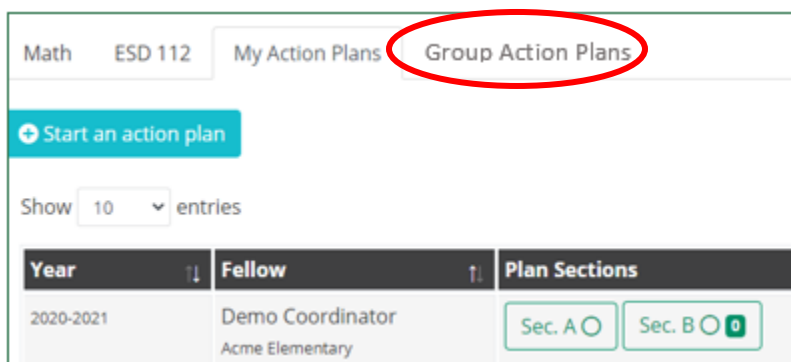 Math ESD 112 My Action Plans Group Action Plans
Start an action plan
Show 10 entries
Year Fellow Plan Sections
2020-2021 Demo Coordinator Sec. A Sec. B 0
Acme Elementary